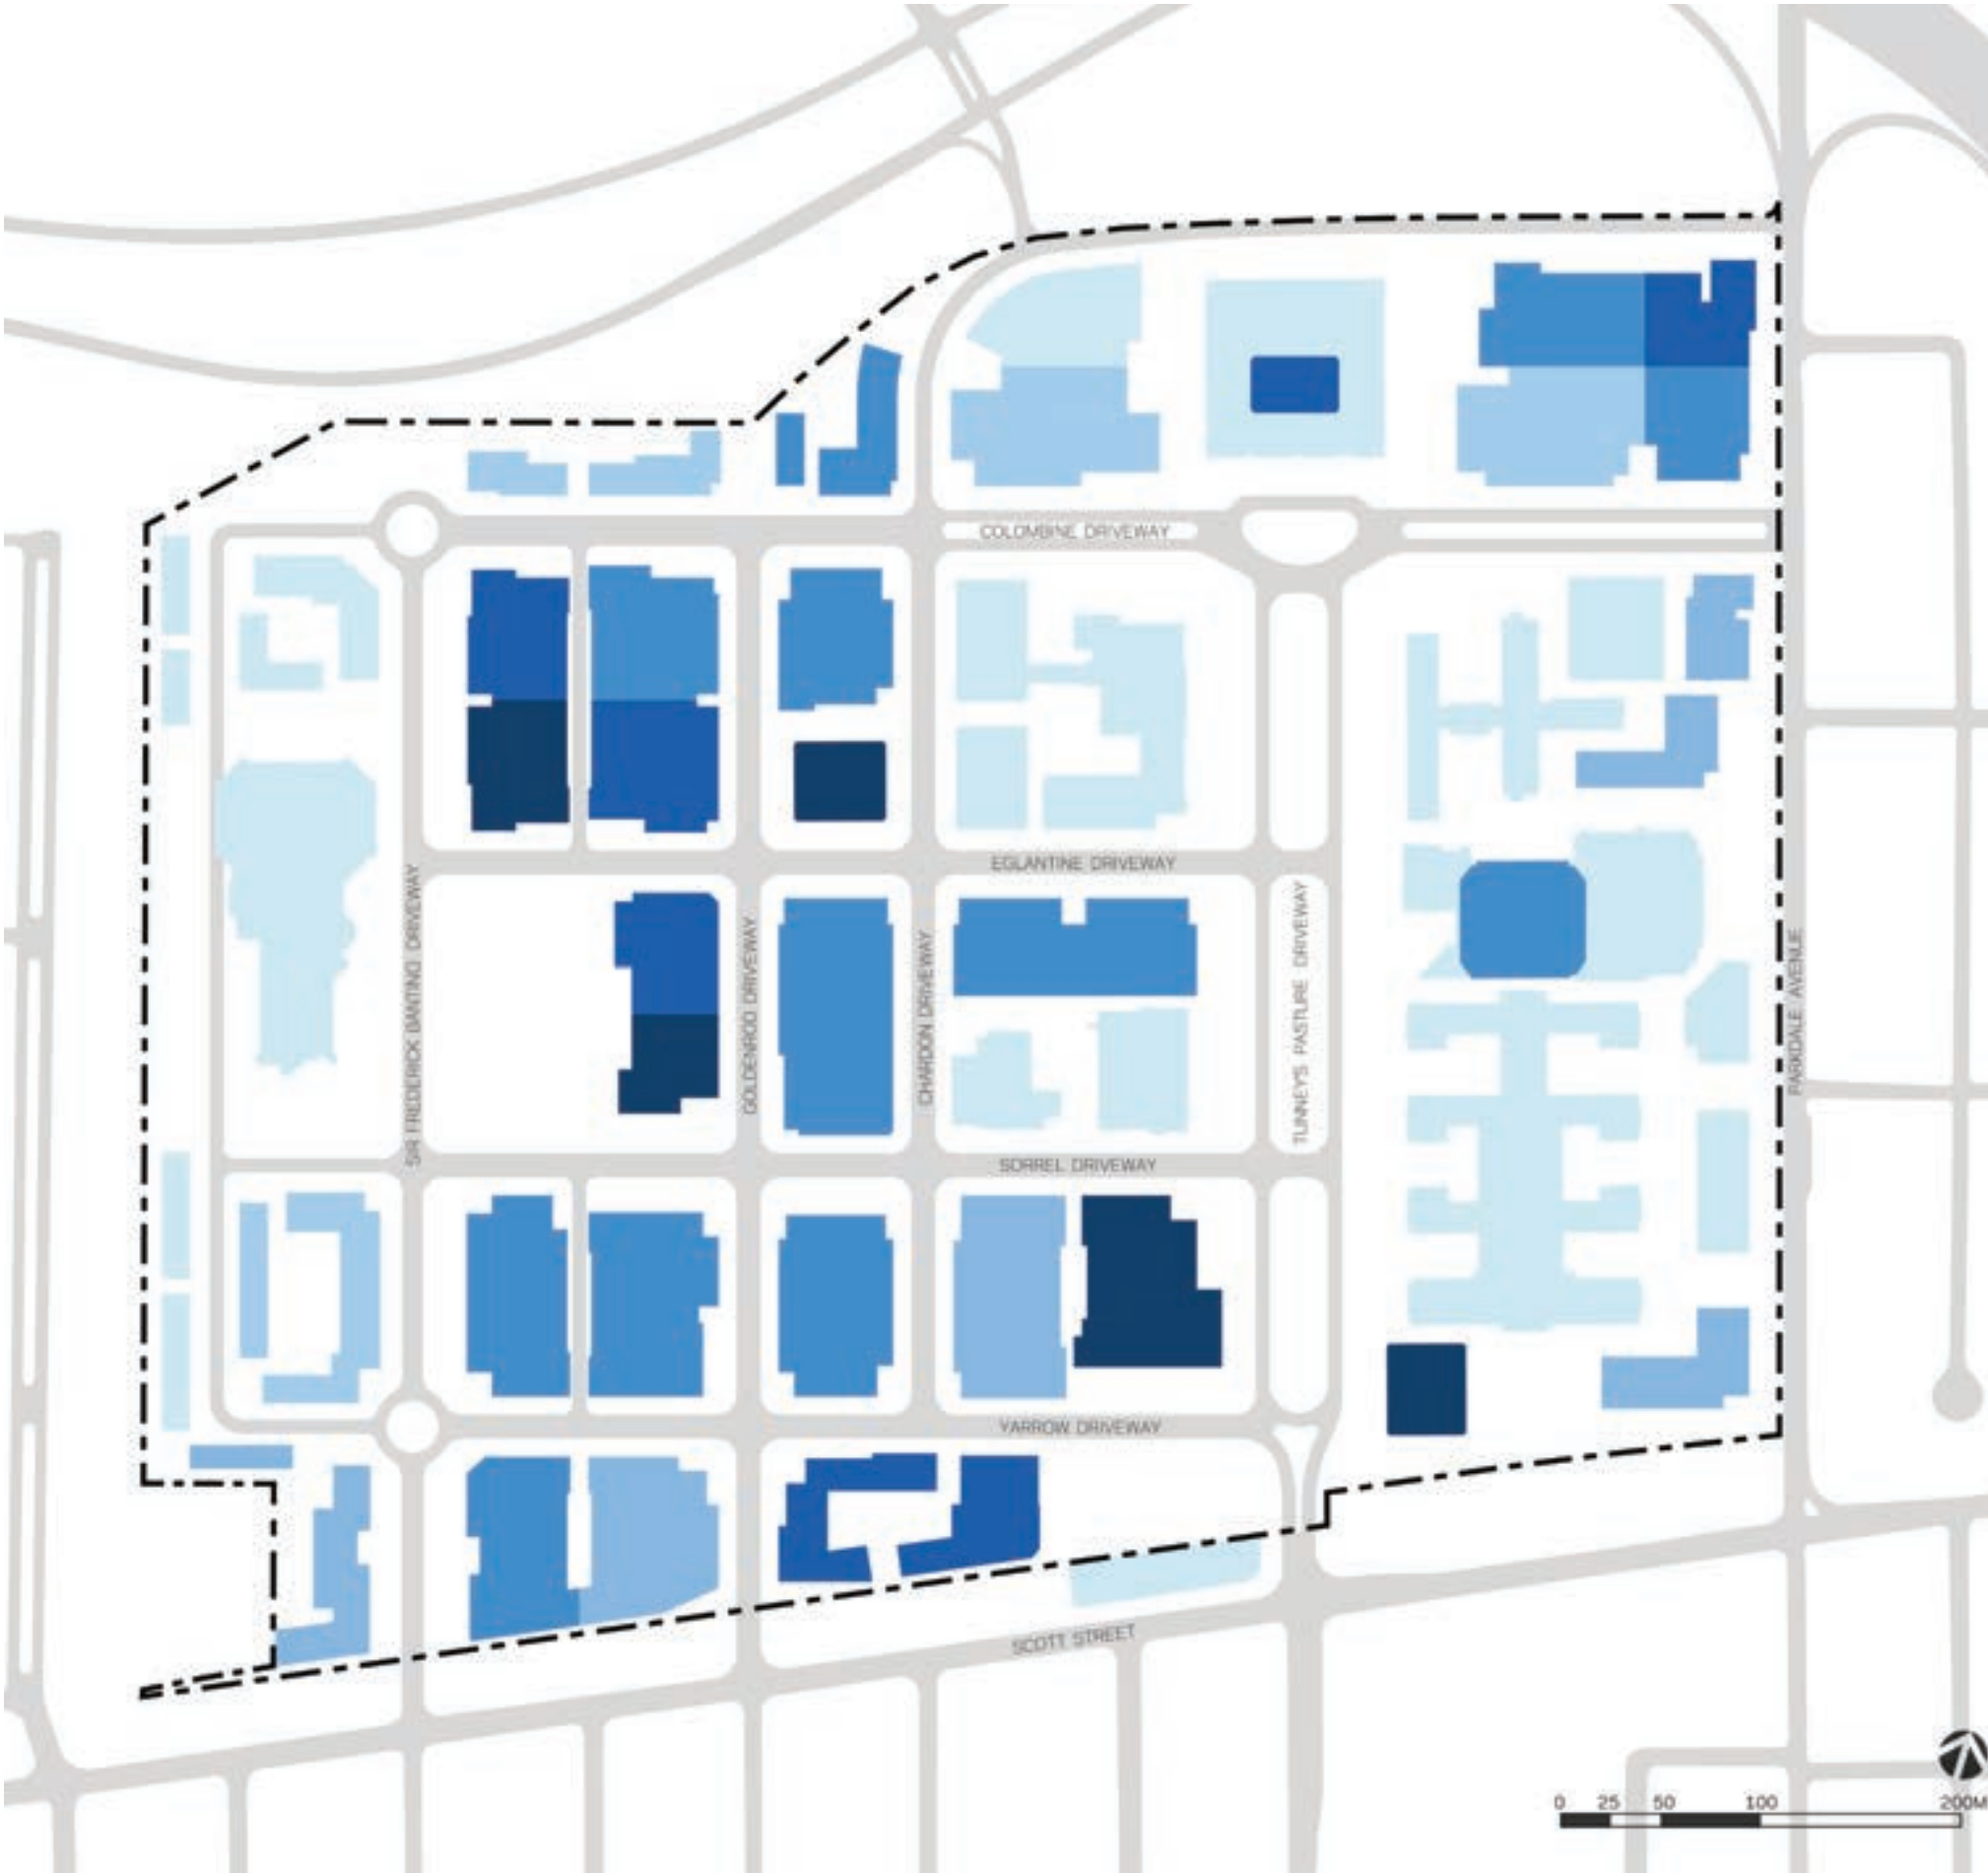 COLOMBINE DRIVEWAY
EGLANTINE DRIVEWAY
SIR FREDERICK BANTING DRIVEWAY
GOLDENROD DRIVEWAY
CHARDON DRIVEWAY
TUNNEY'S PASTURE DRIVEWAY
PARKDALE AVENUE
SORREL DRIVEWAY
YARROW DRIVEWAY
SCOTT STREET
0 25 50 100 200M